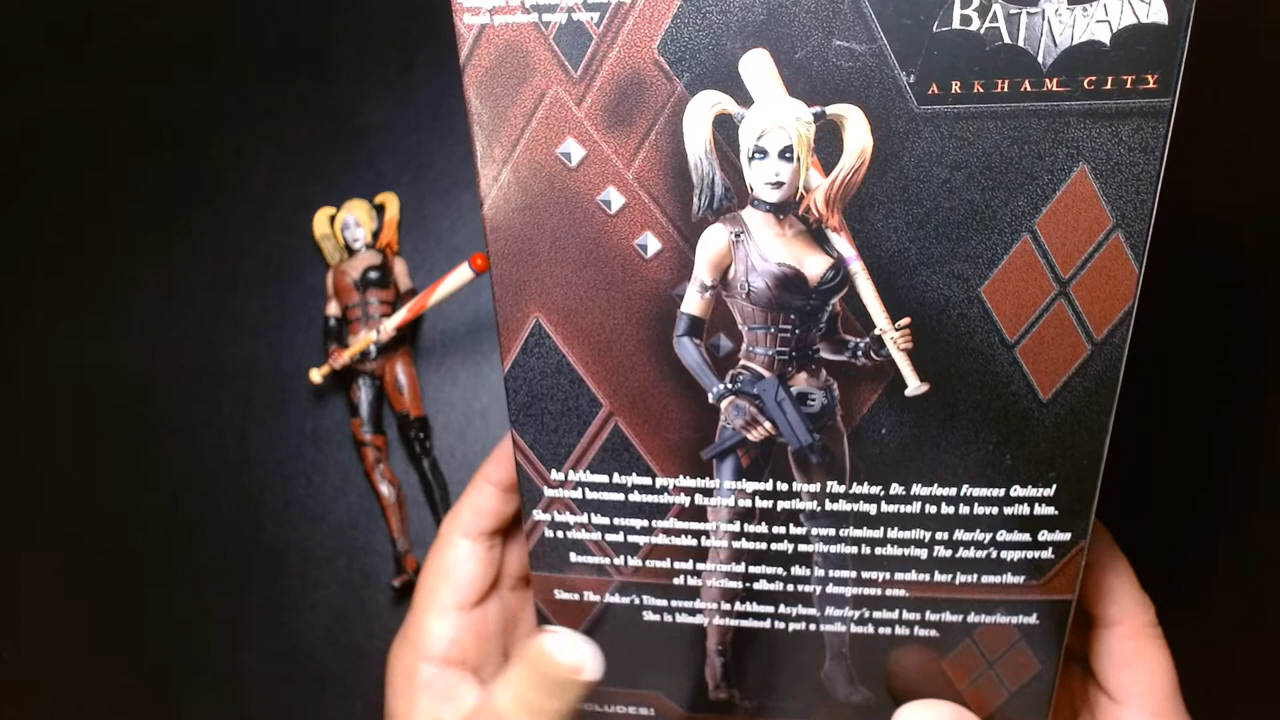 product may vary
BATMAN
ARKHAM CITY
An Arkham Asylum psychiatrist assigned to treat The Joker, Dr. Harleen Frances Quinzel
instead became obsessively fixated on her patient, believing herself to be in love with him.
She helped him escape confinement and took on her own criminal identity as Harley Quinn. Quinn
is a violent and unpredictable felon whose only motivation is achieving The Joker's approval.
Because of his cruel and mercurial nature, this in some ways makes her just another
of his victims - albeit a very dangerous one.
Since The Joker's Titan overdose in Arkham Asylum, Harley's mind has further deteriorated.
She is blindly determined to put a smile back on his face.
CLUDES: